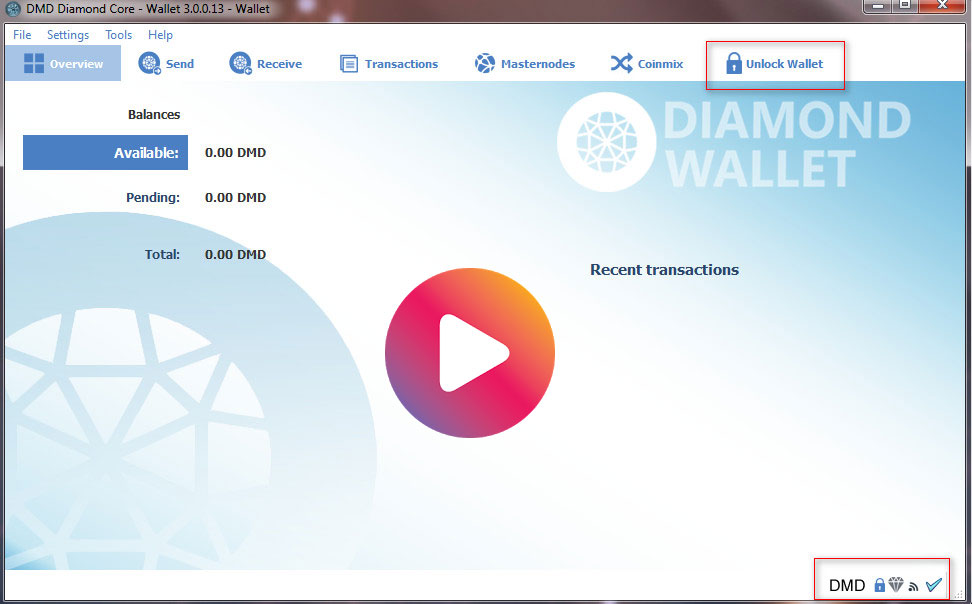 DMD Diamond Core - Wallet 3.0.0.13 - Wallet
File Settings Tools Help
Overview Send Receive Transactions Masternodes Coinmix Unlock Wallet
Balances
Available: 0.00 DMD
Pending: 0.00 DMD
Total: 0.00 DMD
DIAMOND
WALLET
Recent transactions
DMD